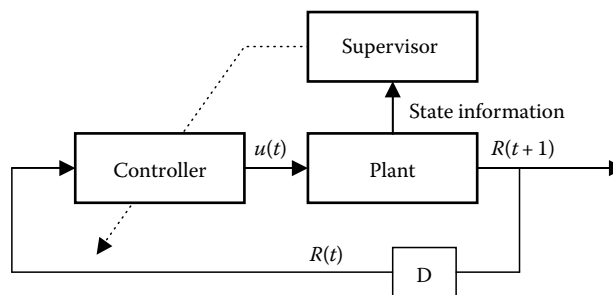 Supervisor
State information
Controller
u(t)
Plant
R(t + 1)
R(t)
D